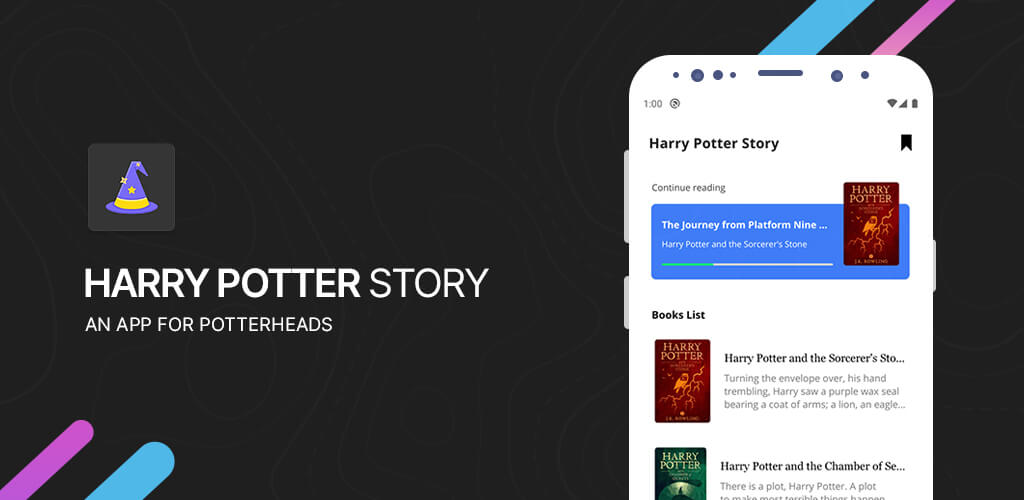 HARRY POTTER STORY
AN APP FOR POTTERHEADS
1:00
Harry Potter Story
Continue reading
The Journey from Platform Nine ...
Harry Potter and the Sorcerer's Stone
HARRY
POTTER
J.K. ROWLING
Books List
HARRY
POTTER
J.K. ROWLING
Harry Potter and the Sorcerer's Sto...
Turning the envelope over, his hand
trembling, Harry saw a purple wax seal
bearing a coat of arms; a lion, an eagle...
HARRY
POTTER
Harry Potter and the Chamber of Se...
There is a plot, Harry Potter. A plot
to make most terrible things happen